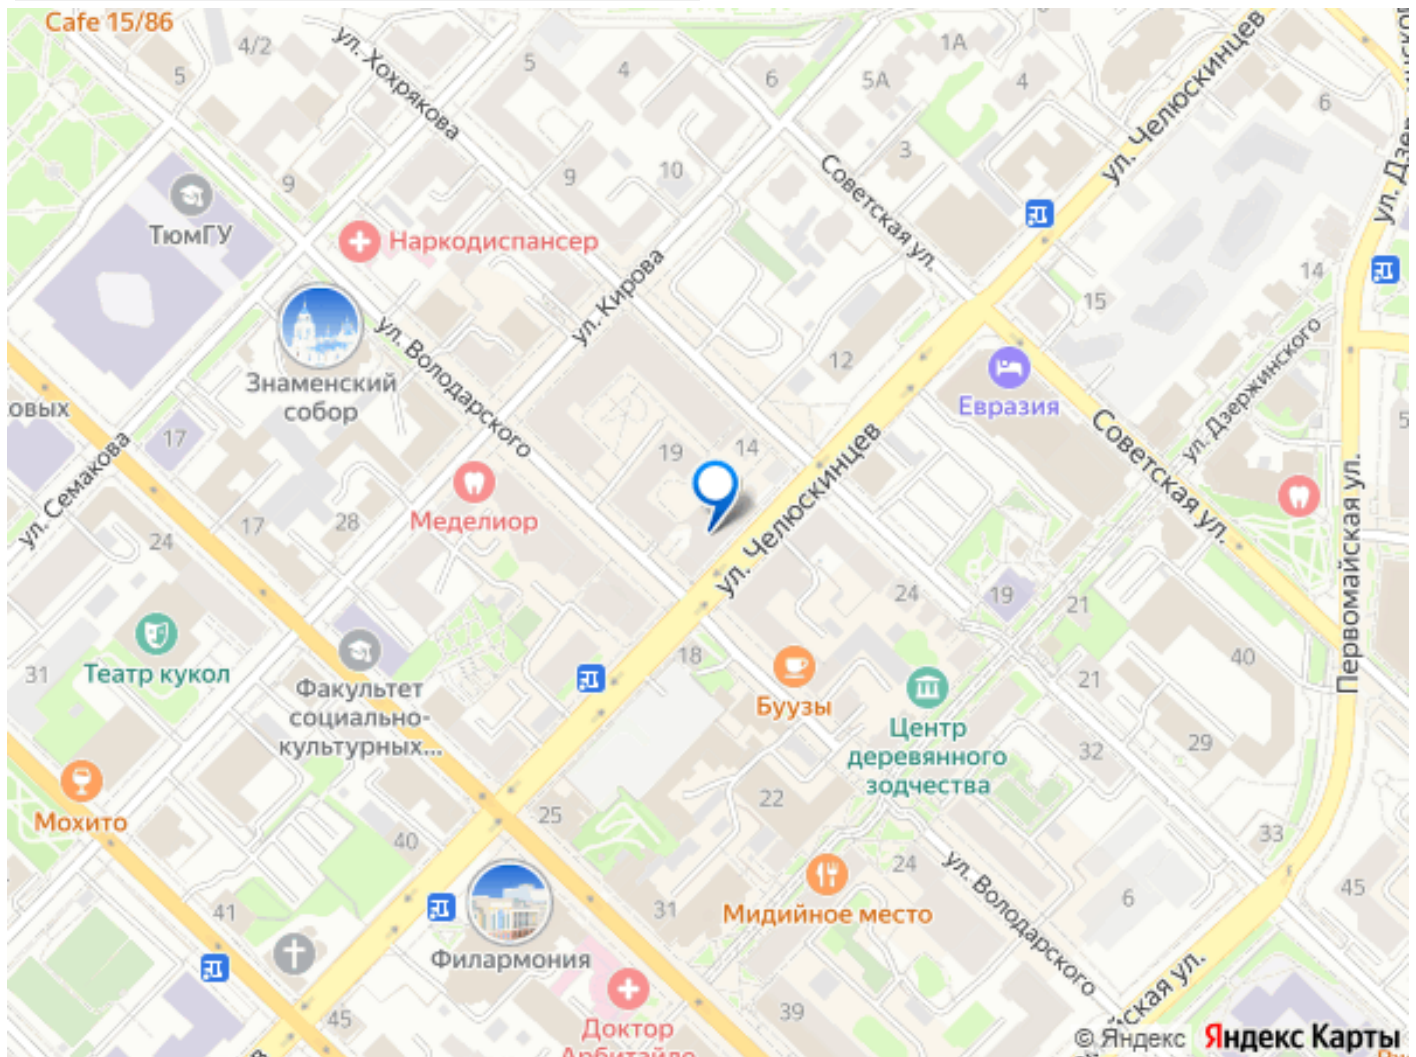 Cafe 15/86
4/2
5
ул. Хохрякова
5
4
6
1А
5А
4
6
ул. Челюскинцев
3
9
9
10
Советская ул.
ТюмГУ
Наркодиспансер
ул. Кирова
14
15
ул. Володарского
12
Знаменский
собор
Евразия
ул. Дзержинского
овых
17
19
14
ул. Челюскинцев
Советская ул.
5
ул. Семакова
Меделиор
17
28
24
24
19
21
Первомайская ул.
Театр кукол
31
18
Буузы
40
21
Факультет
социально-
культурных...
Центр
деревянного
зодчества
32
29
Мохито
22
25
40
33
24
ул. Володарского
6
45
41
31
Мидийное место
Филармония
45
39
Доктор
© Яндекс Яндекс Карты